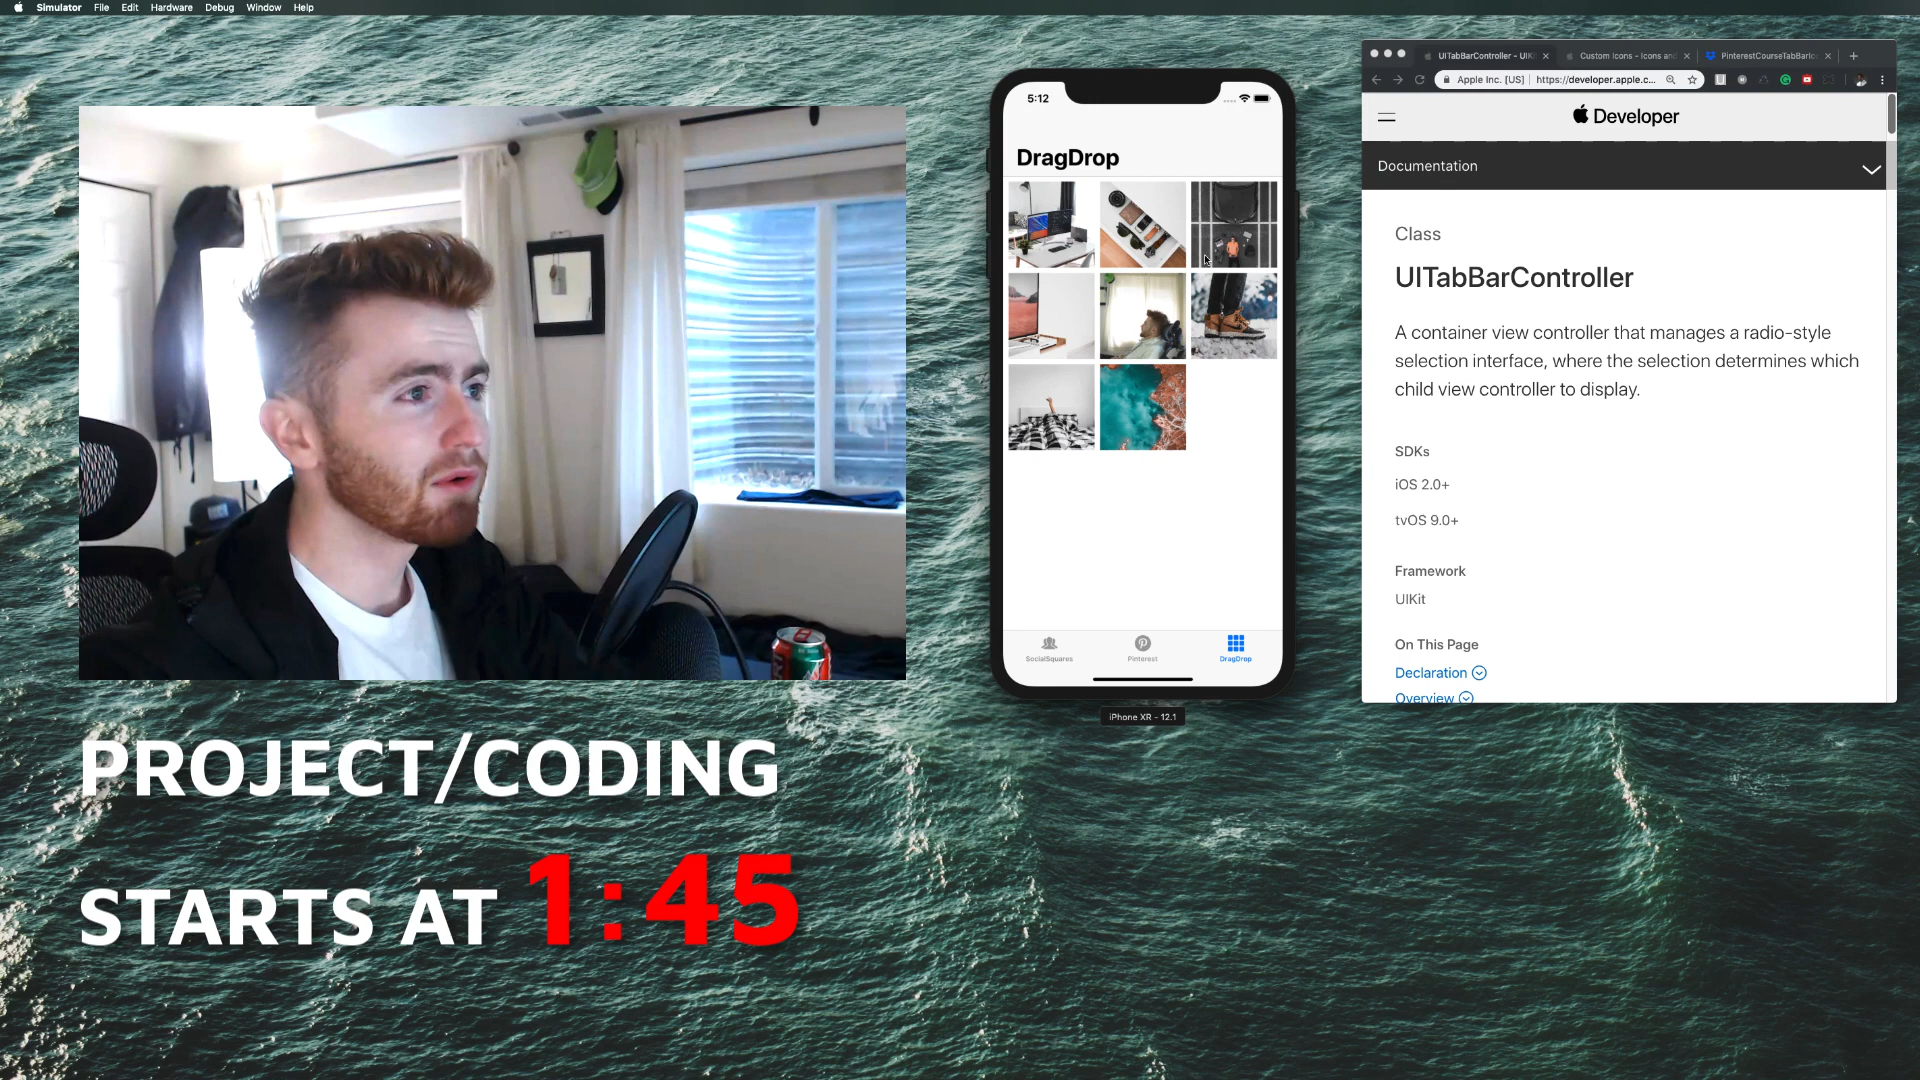 Simulator File Edit Hardware Debug Window Help
UITabBarController - UIK
Custom Icons - Icons and
PinterestCourseTabBarIc
Apple Inc. [US] https://developer.apple.c...
Developer
Documentation
Class
UITabBarController
A container view controller that manages a radio-style
selection interface, where the selection determines which
child view controller to display.
SDKs
iOS 2.0+
tvOS 9.0+
Framework
UIKit
On This Page
Declaration
Overview
5:12
DragDrop
SocialSquares
Pinterest
DragDrop
iPhone XR - 12.1
PROJECT/CODING
STARTS AT 1:45